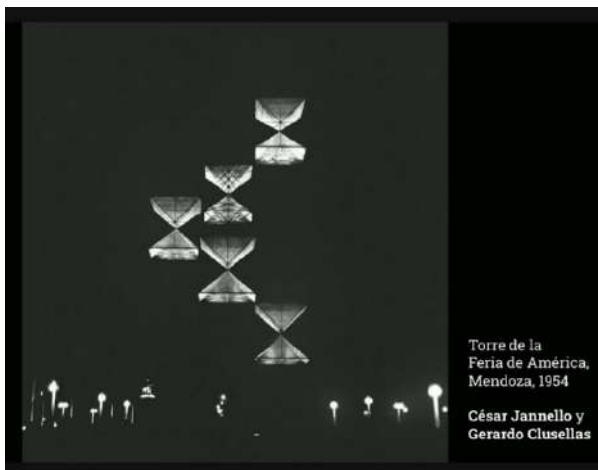 Torre de la
Feria de América,
Mendoza, 1954
César Jannello y
Gerardo Clusellas